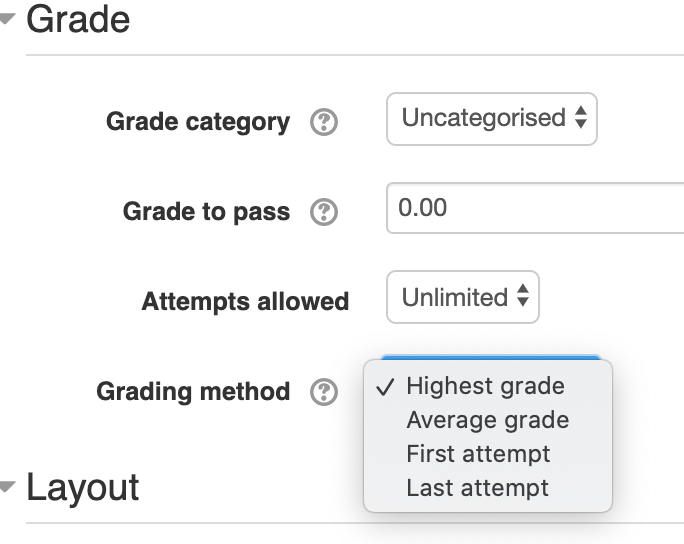 Grade
Grade category ? Uncategorised
Grade to pass ? 0.00
Attempts allowed Unlimited
Grading method ? ✓ Highest grade
Average grade
First attempt
Last attempt
Layout